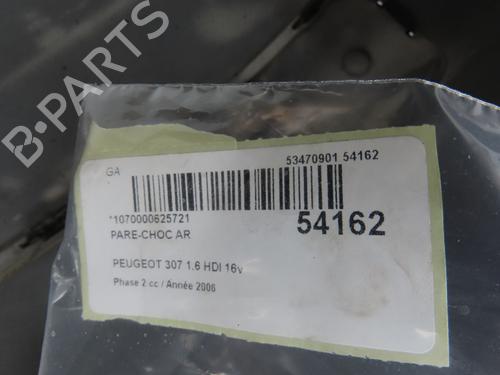 B-PARTS
GA
53470901 54162
*1070000625721
54162
PARE-CHOC AR
PEUGEOT 307 1.6 HDI 16v
Phase 2 cc / Année 2006